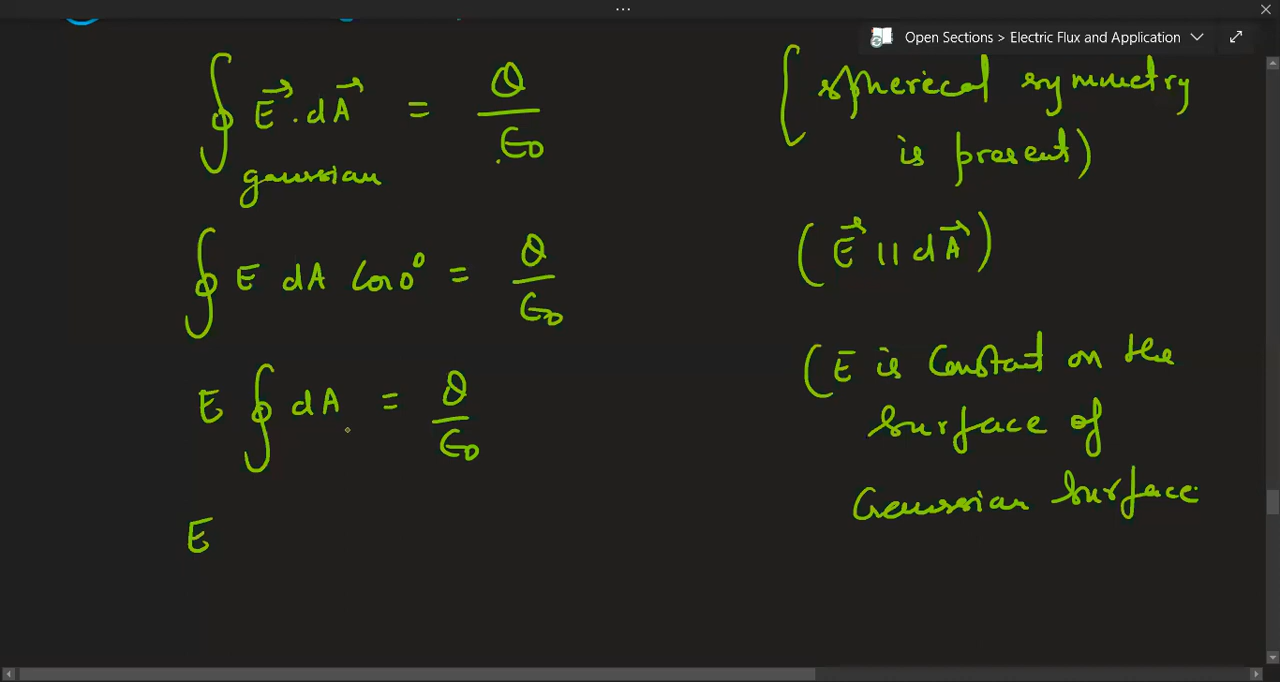 ...
Open Sections > Electric Flux and Application
∮ E⃗ . dA⃗ = Q/ε0
gaussian
{ spherical symmetry
is present)
∮ E dA cos0° = Q/ε0
(E⃗ || dA⃗)
E ∮ dA = Q/ε0
(E is Constant on the
surface of
Gaussian Surface.
E